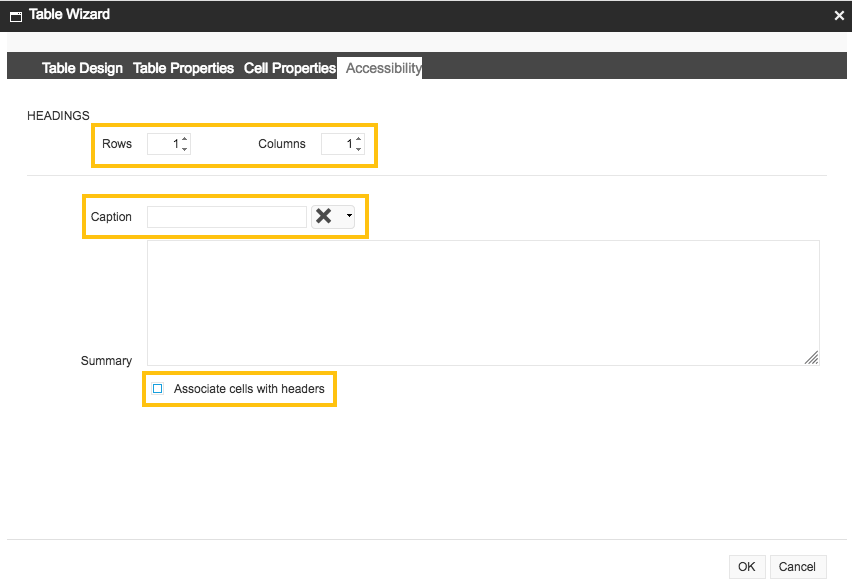 Table Wizard
Table Design Table Properties Cell Properties Accessibility
HEADINGS
Rows 1 Columns 1
Caption
Summary
Associate cells with headers
OK Cancel